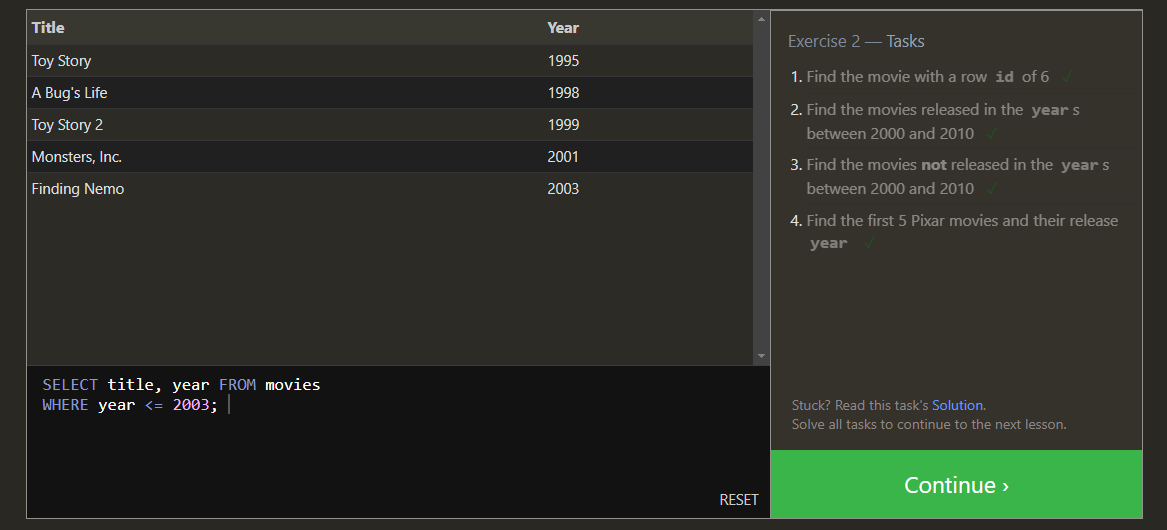 Title Year
Toy Story 1995
A Bug's Life 1998
Toy Story 2 1999
Monsters, Inc. 2001
Finding Nemo 2003
SELECT title, year FROM movies
WHERE year <= 2003;
RESET
Exercise 2 — Tasks
1. Find the movie with a row id of 6 ✓
2. Find the movies released in the year s
between 2000 and 2010 ✓
3. Find the movies not released in the year s
between 2000 and 2010 ✓
4. Find the first 5 Pixar movies and their release
year ✓
Stuck? Read this task's Solution.
Solve all tasks to continue to the next lesson.
Continue ›